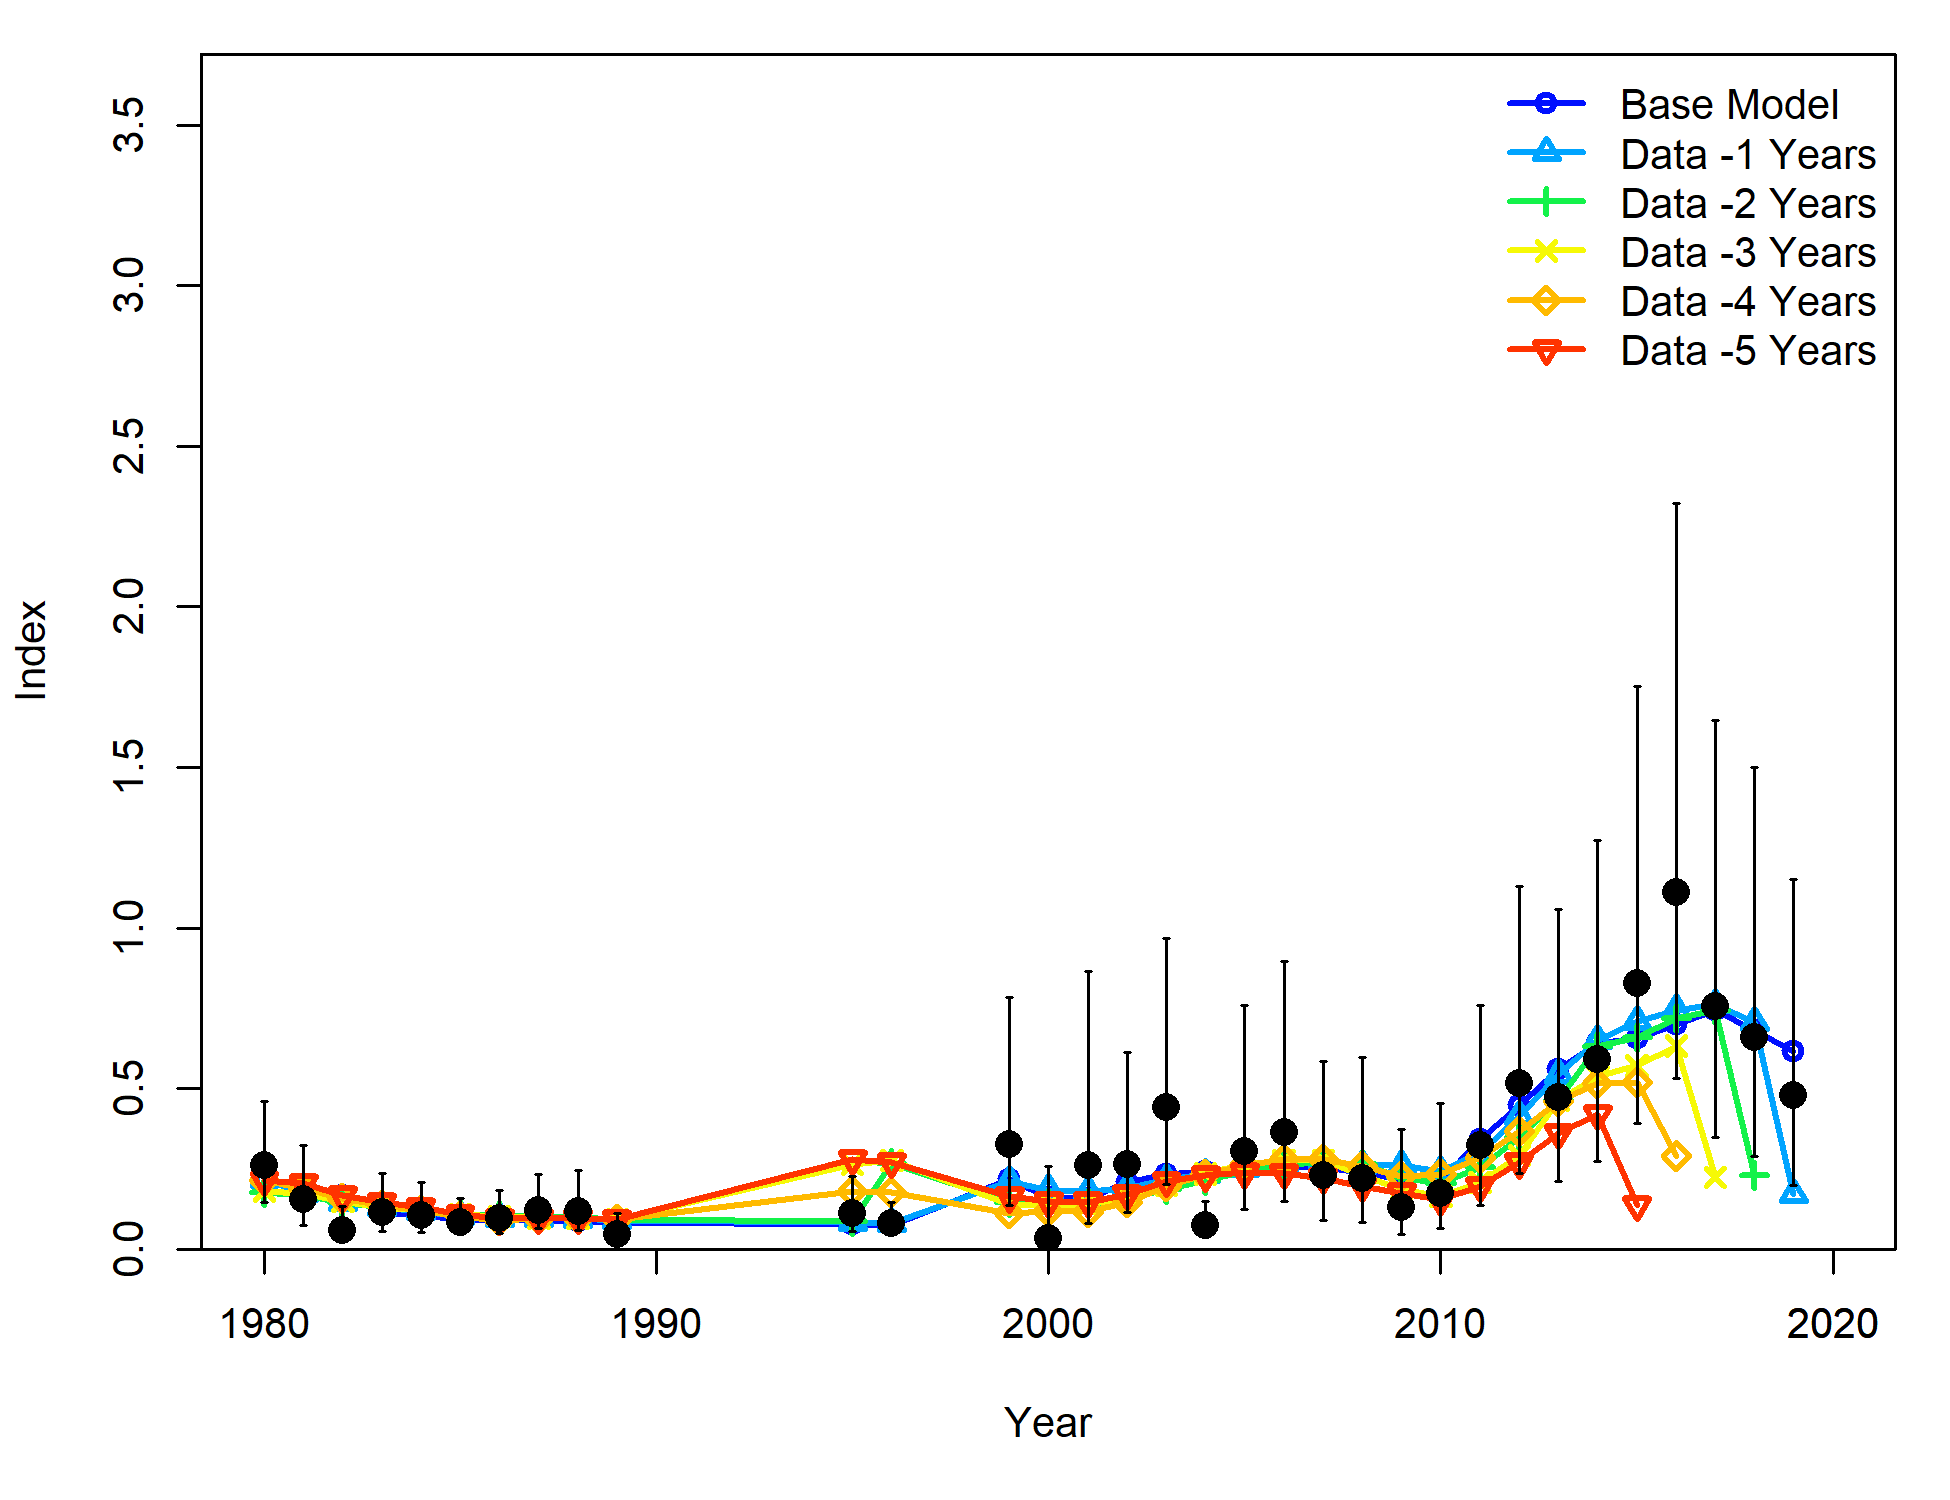 Base Model
Data -1 Years
Data -2 Years
Data -3 Years
Data -4 Years
Data -5 Years
3.5
3.0
2.5
2.0
1.5
1.0
0.5
0.0
Index
1980 1990 2000 2010 2020
Year